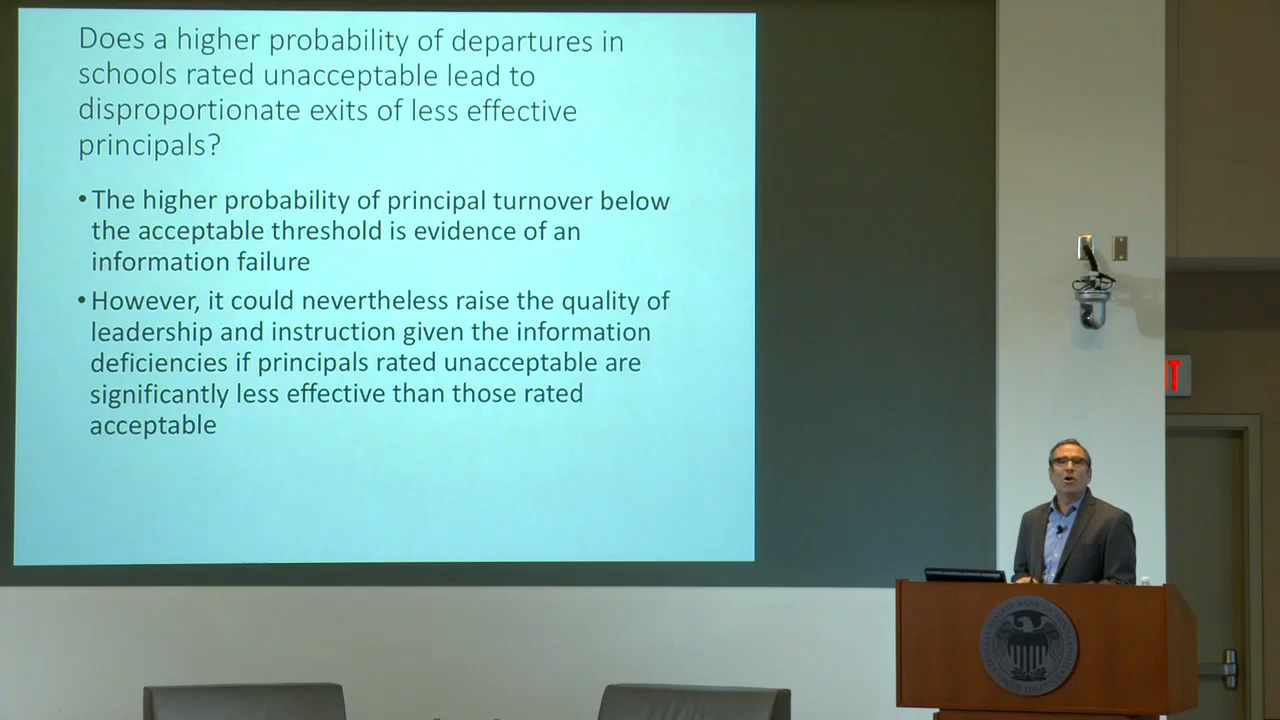 Does a higher probability of departures in
schools rated unacceptable lead to
disproportionate exits of less effective
principals?
• The higher probability of principal turnover below
the acceptable threshold is evidence of an
information failure
• However, it could nevertheless raise the quality of
leadership and instruction given the information
deficiencies if principals rated unacceptable are
significantly less effective than those rated
acceptable